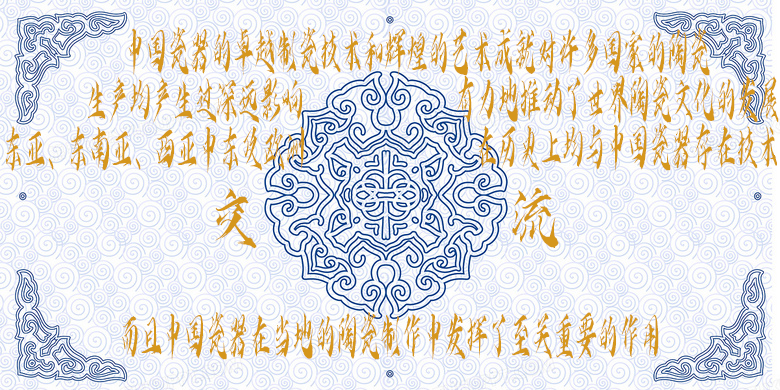 中国瓷器的卓越制瓷技术和辉煌的艺术成就对许多国家的陶瓷
生产均产生过深远影响 有力地推动了世界陶瓷文化的发展
东亚、东南亚、西亚中东及欧洲 在历史上均与中国瓷器存在技术
交 流
而且中国瓷器在当地的陶瓷制作中发挥了至关重要的作用